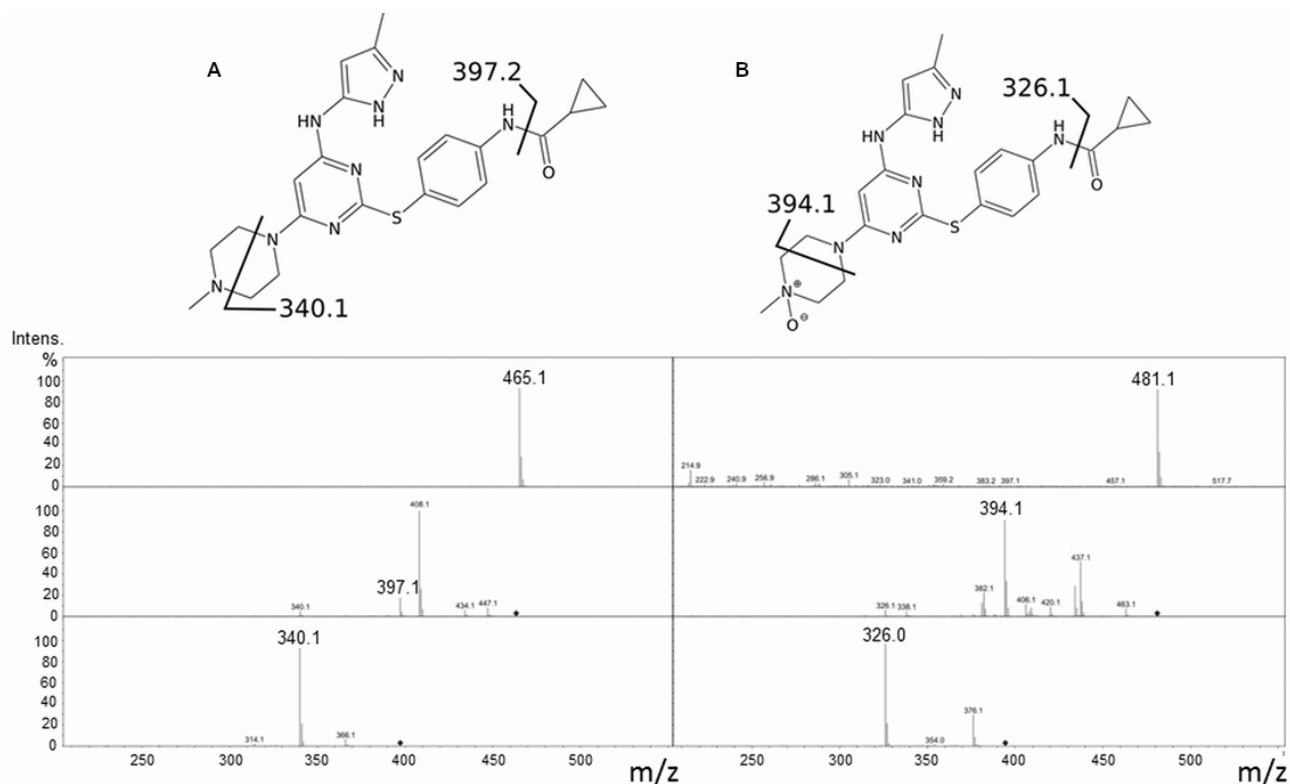 A
B
397.2
326.1
N
N
H
HN
H
N
O
N
N
S
N
N
340.1
N
N
H
HN
H
N
O
N
N
S
N
N⊕
O⊖
394.1
Intens.
%
100
80
60
40
20
0
465.1
481.1
214.9
222.9
240.9
256.9
286.1
305.1
323.0
341.0
359.2
383.2
397.1
457.1
517.7
100
80
60
40
20
0
340.1
397.1
408.1
434.1
447.1
326.1
338.1
382.1
394.1
406.1
420.1
437.1
463.1
100
80
60
40
20
0
314.1
340.1
366.1
326.0
354.0
376.1
250 300 350 400 450 500 m/z
250 300 350 400 450 500 m/z